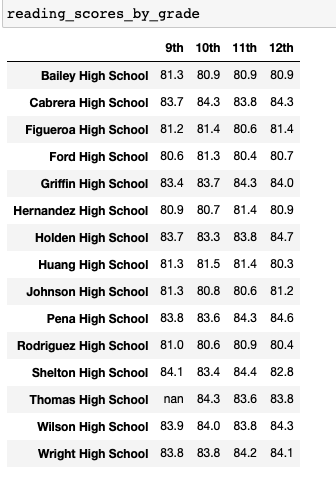 reading_scores_by_grade
9th 10th 11th 12th
Bailey High School 81.3 80.9 80.9 80.9
Cabrera High School 83.7 84.3 83.8 84.3
Figueroa High School 81.2 81.4 80.6 81.4
Ford High School 80.6 81.3 80.4 80.7
Griffin High School 83.4 83.7 84.3 84.0
Hernandez High School 80.9 80.7 81.4 80.9
Holden High School 83.7 83.3 83.8 84.7
Huang High School 81.3 81.5 81.4 80.3
Johnson High School 81.3 80.8 80.6 81.2
Pena High School 83.8 83.6 84.3 84.6
Rodriguez High School 81.0 80.6 80.9 80.4
Shelton High School 84.1 83.4 84.4 82.8
Thomas High School nan 84.3 83.6 83.8
Wilson High School 83.9 84.0 83.8 84.3
Wright High School 83.8 83.8 84.2 84.1